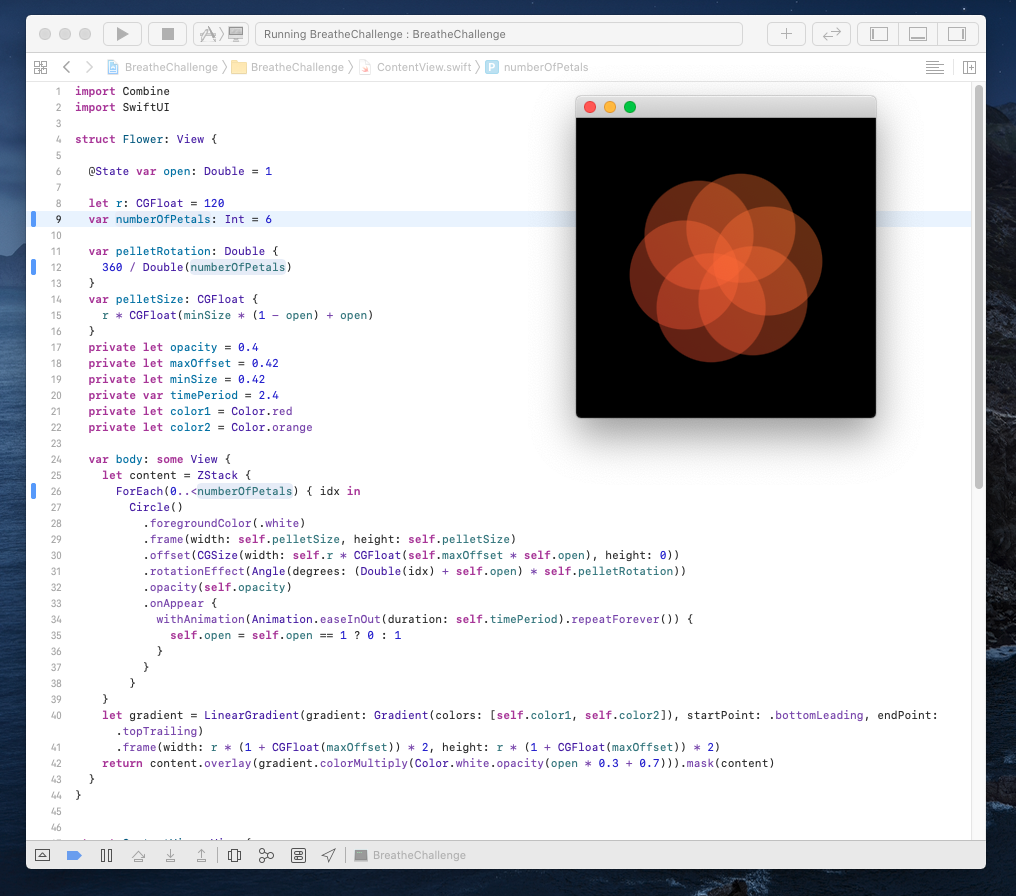 Running BreatheChallenge : BreatheChallenge
BreatheChallenge BreatheChallenge ContentView.swift P numberOfPetals
1 import Combine
2 import SwiftUI
3
4 struct Flower: View {
5
6 @State var open: Double = 1
7
8 let r: CGFloat = 120
9 var numberOfPetals: Int = 6
10
11 var pelletRotation: Double {
12 360 / Double(numberOfPetals)
13 }
14 var pelletSize: CGFloat {
15 r * CGFloat(minSize * (1 - open) + open)
16 }
17 private let opacity = 0.4
18 private let maxOffset = 0.42
19 private let minSize = 0.42
20 private var timePeriod = 2.4
21 private let color1 = Color.red
22 private let color2 = Color.orange
23
24 var body: some View {
25 let content = ZStack {
26 ForEach(0..<numberOfPetals) { idx in
27 Circle()
28 .foregroundColor(.white)
29 .frame(width: self.pelletSize, height: self.pelletSize)
30 .offset(CGSize(width: self.r * CGFloat(self.maxOffset * self.open), height: 0))
31 .rotationEffect(Angle(degrees: (Double(idx) + self.open) * self.pelletRotation))
32 .opacity(self.opacity)
33 .onAppear {
34 withAnimation(Animation.easeInOut(duration: self.timePeriod).repeatForever()) {
35 self.open = self.open == 1 ? 0 : 1
36 }
37 }
38 }
39 }
40 let gradient = LinearGradient(gradient: Gradient(colors: [self.color1, self.color2]), startPoint: .bottomLeading, endPoint:
.topTrailing)
41 .frame(width: r * (1 + CGFloat(maxOffset)) * 2, height: r * (1 + CGFloat(maxOffset)) * 2)
42 return content.overlay(gradient.colorMultiply(Color.white.opacity(open * 0.3 + 0.7))).mask(content)
43 }
44 }
45
46
BreatheChallenge